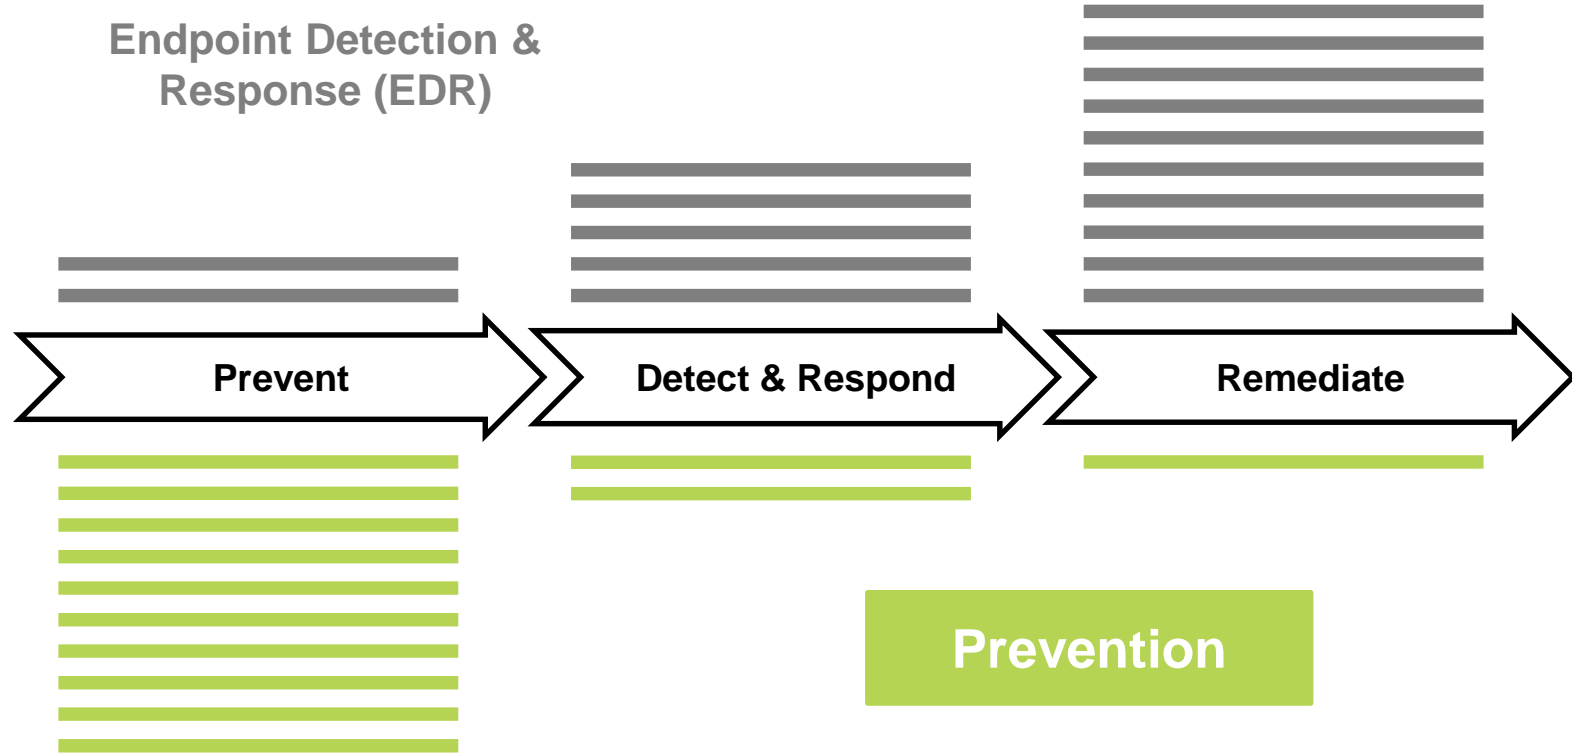 Endpoint Detection &
Response (EDR)
Prevent
Detect & Respond
Remediate
Prevention